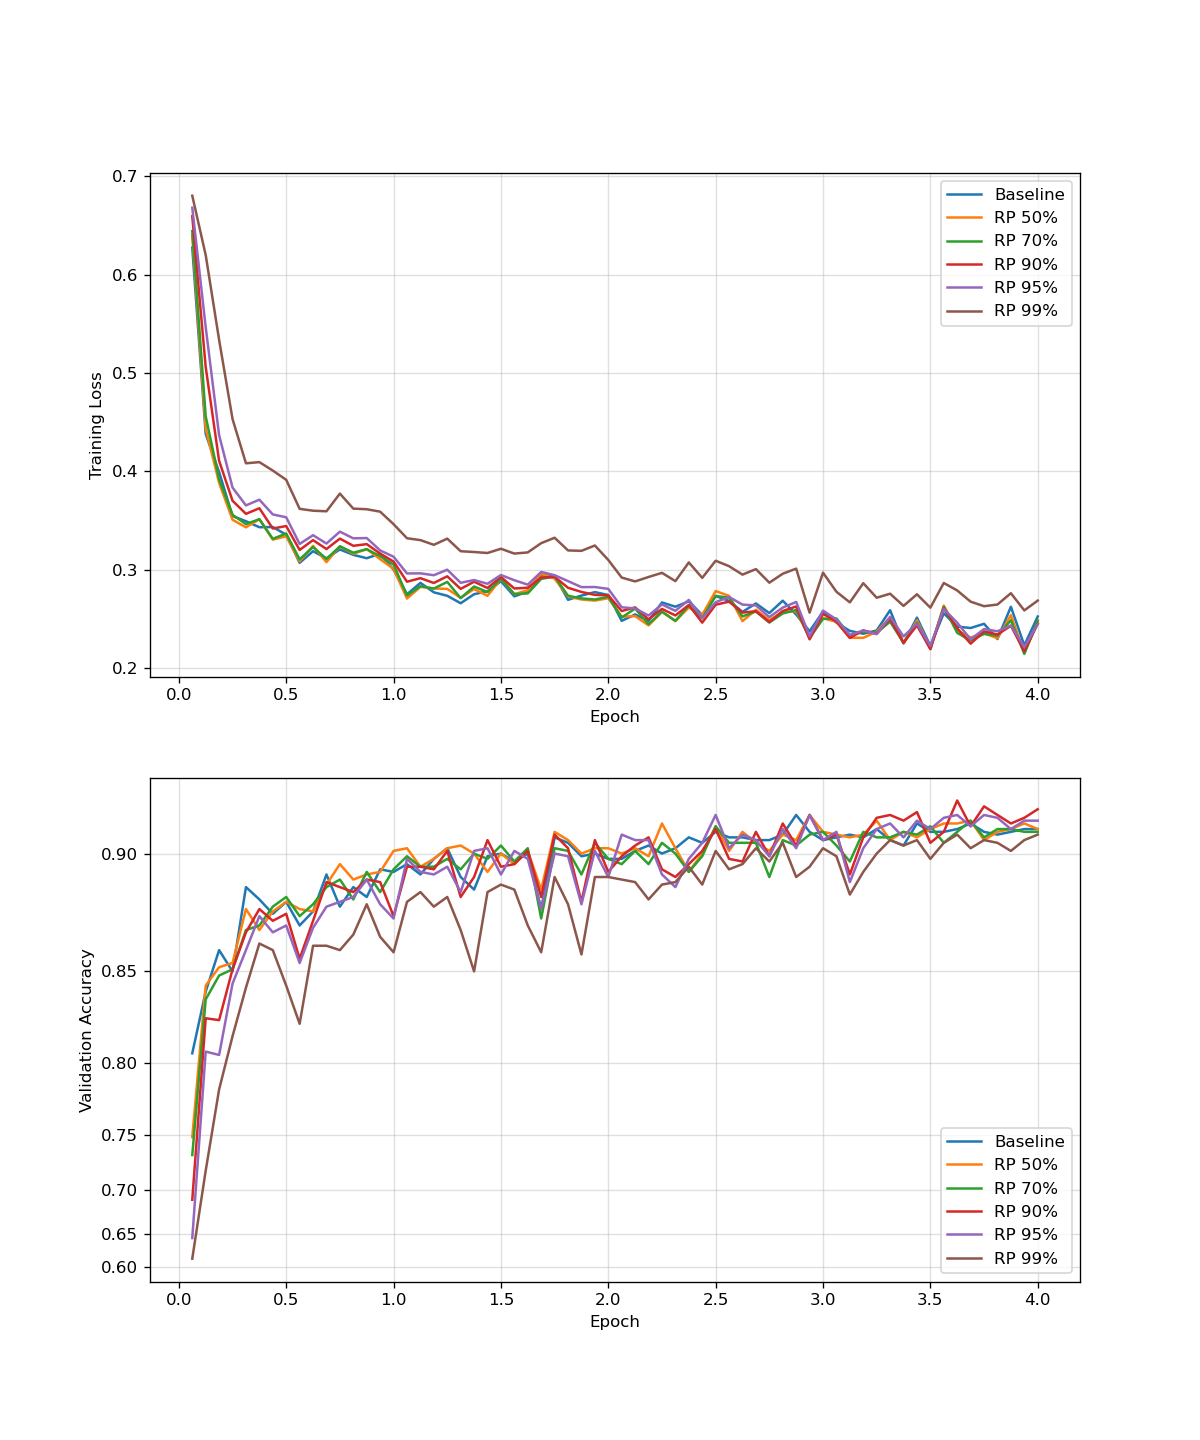 0.7
0.6
0.5
0.4
0.3
0.2
Training Loss
Baseline
RP 50%
RP 70%
RP 90%
RP 95%
RP 99%
0.0 0.5 1.0 1.5 2.0 2.5 3.0 3.5 4.0
Epoch
0.90
0.85
0.80
0.75
0.70
0.65
0.60
Validation Accuracy
Baseline
RP 50%
RP 70%
RP 90%
RP 95%
RP 99%
0.0 0.5 1.0 1.5 2.0 2.5 3.0 3.5 4.0
Epoch